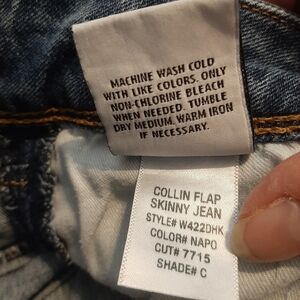 MACHINE WASH COLD
WITH LIKE COLORS. ONLY
NON-CHLORINE BLEACH
WHEN NEEDED. TUMBLE
DRY MEDIUM. WARM IRON
IF NECESSARY.
COLLIN FLAP
SKINNY JEAN
STYLE# W422DHK
COLOR# NAPO
CUT# 7715
SHADE# C